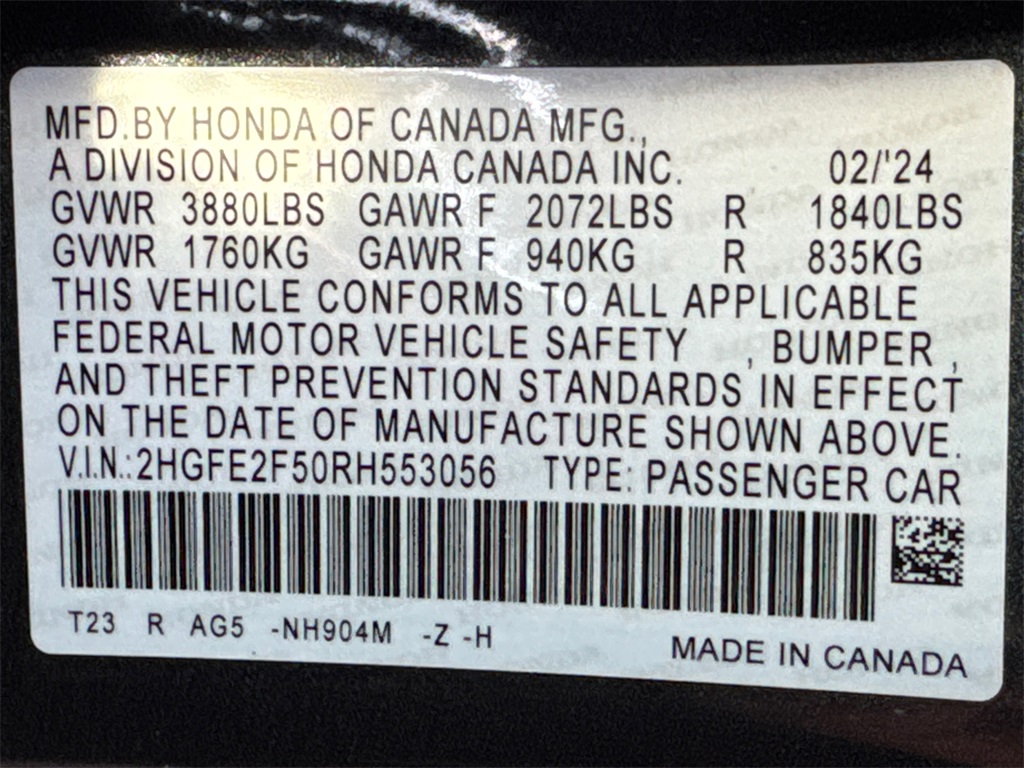 MFD.BY HONDA OF CANADA MFG.,
A DIVISION OF HONDA CANADA INC. 02/'24
GVWR 3880LBS GAWR F 2072LBS R 1840LBS
GVWR 1760KG GAWR F 940KG R 835KG
THIS VEHICLE CONFORMS TO ALL APPLICABLE
FEDERAL MOTOR VEHICLE SAFETY , BUMPER ,
AND THEFT PREVENTION STANDARDS IN EFFECT
ON THE DATE OF MANUFACTURE SHOWN ABOVE.
V.I.N.:2HGFE2F50RH553056 TYPE: PASSENGER CAR
T23 R AG5 -NH904M -Z -H
MADE IN CANADA